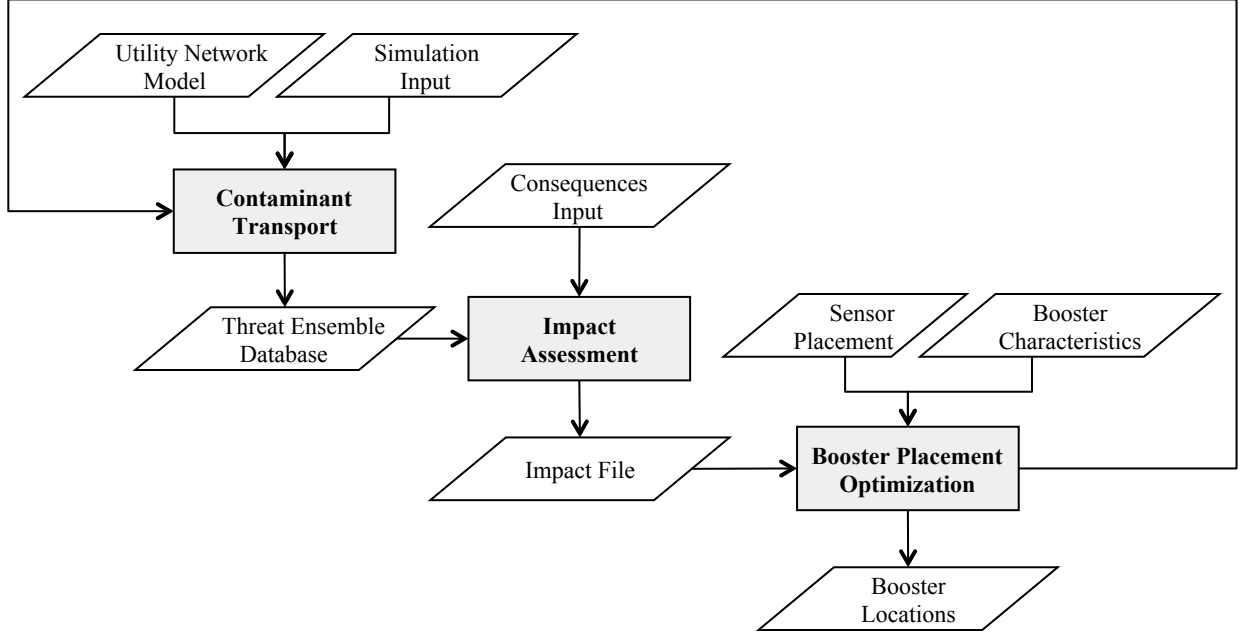 Utility Network
Model
Simulation
Input
Contaminant
Transport
Consequences
Input
Threat Ensemble
Database
Impact
Assessment
Sensor
Placement
Booster
Characteristics
Impact File
Booster Placement
Optimization
Booster
Locations